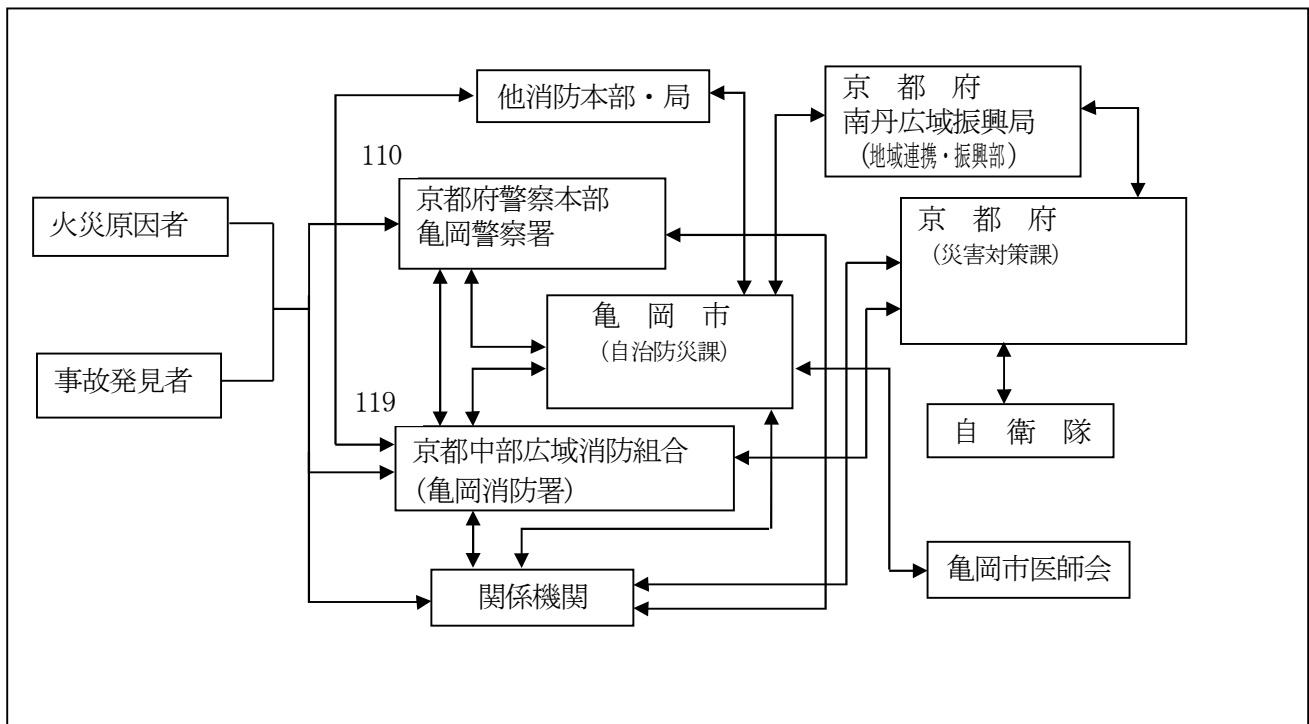 他消防本部・局
京　都　府
南丹広域振興局
（地域連携・振興部）
110
火災原因者
京都府警察本部
亀岡警察署
京　都　府
（災害対策課）
亀　岡　市
（自治防災課）
事故発見者
119
京都中部広域消防組合
（亀岡消防署）
自　衛　隊
関係機関
亀岡市医師会